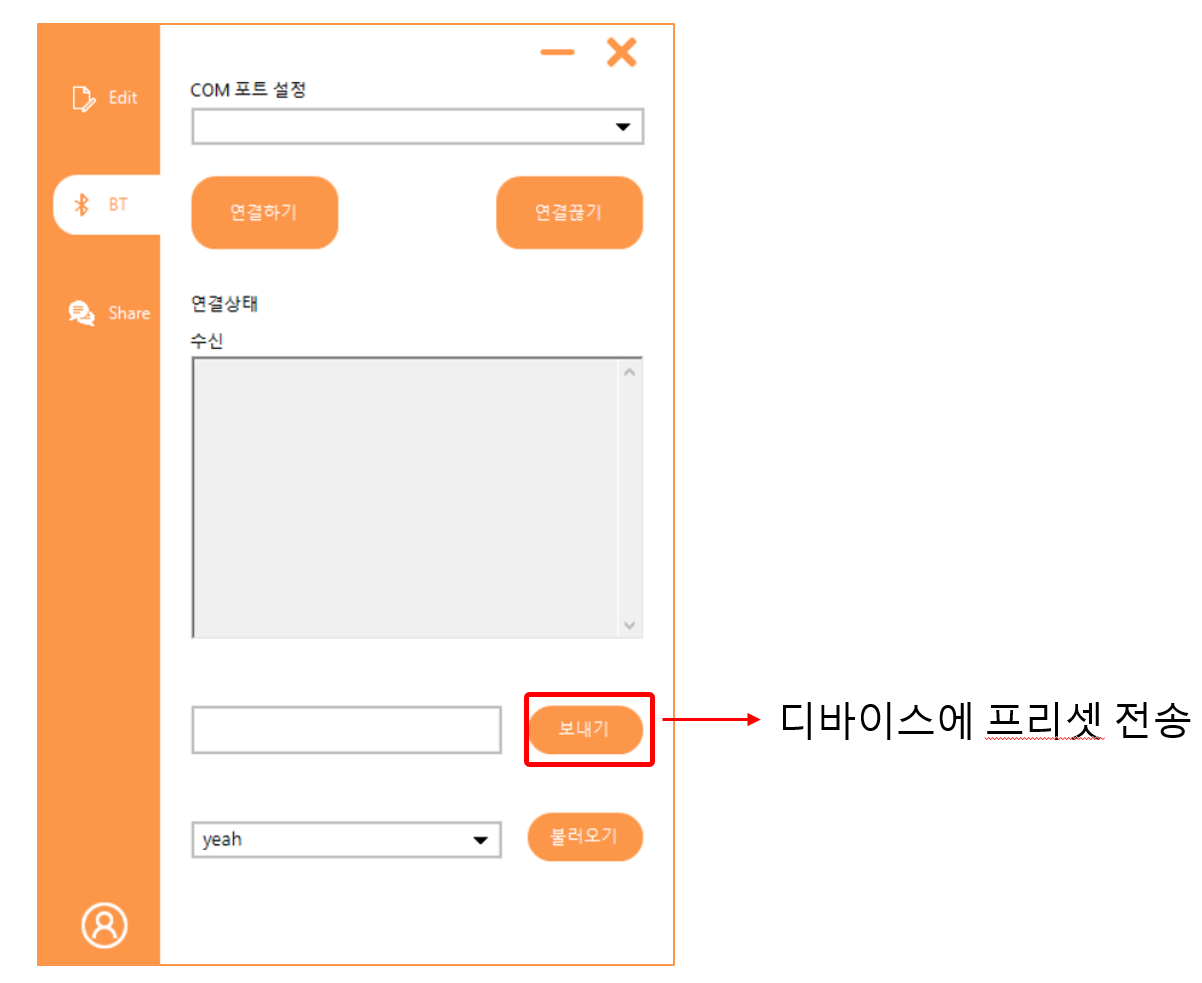 Edit
BT
Share
COM 포트 설정
연결하기
연결끊기
연결상태
수신
보내기
디바이스에 프리셋 전송
yeah
불러오기